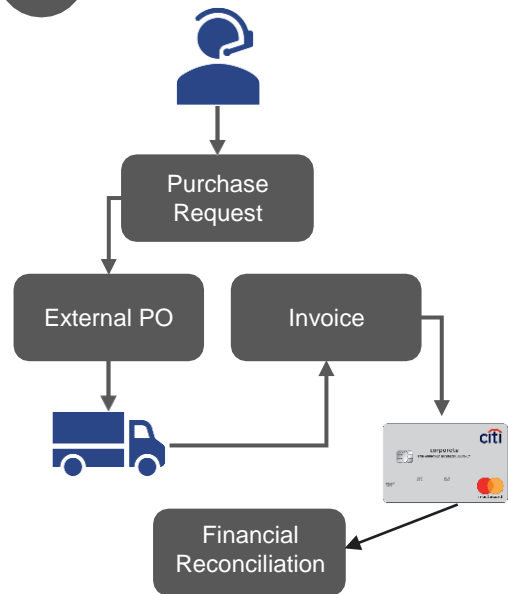 Purchase
Request
External PO
Invoice
citi
corporate
Financial
Reconciliation